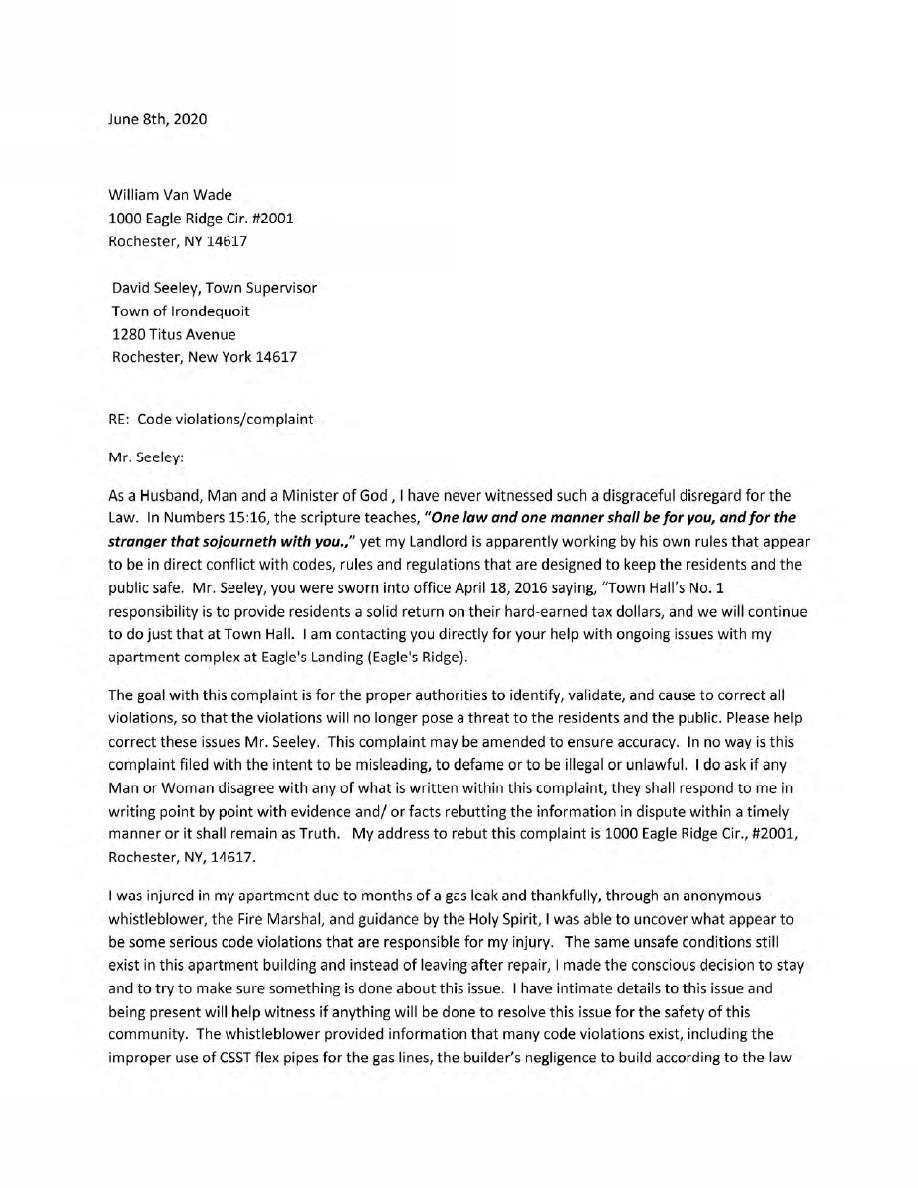 June 8th, 2020
William Van Wade
1000 Eagle Ridge Cir. #2001
Rochester, NY 14617
David Seeley, Town Supervisor
Town of Irondequoit
1280 Titus Avenue
Rochester, New York 14617
RE:  Code violations/complaint
Mr. Seeley:
As a Husband, Man and a Minister of God , I have never witnessed such a disgraceful disregard for the
Law.  In Numbers 15:16, the scripture teaches, "One law and one manner shall be for you, and for the
stranger that sojourneth with you.," yet my Landlord is apparently working by his own rules that appear
to be in direct conflict with codes, rules and regulations that are designed to keep the residents and the
public safe.  Mr. Seeley, you were sworn into office April 18, 2016 saying, "Town Hall's No. 1
responsibility is to provide residents a solid return on their hard-earned tax dollars, and we will continue
to do just that at Town Hall.  I am contacting you directly for your help with ongoing issues with my
apartment complex at Eagle's Landing (Eagle's Ridge).
The goal with this complaint is for the proper authorities to identify, validate, and cause to correct all
violations, so that the violations will no longer pose a threat to the residents and the public. Please help
correct these issues Mr. Seeley.  This complaint may be amended to ensure accuracy.  In no way is this
complaint filed with the intent to be misleading, to defame or to be illegal or unlawful.  I do ask if any
Man or Woman disagree with any of what is written within this complaint, they shall respond to me in
writing point by point with evidence and/ or facts rebutting the information in dispute within a timely
manner or it shall remain as Truth.   My address to rebut this complaint is 1000 Eagle Ridge Cir., #2001,
Rochester, NY, 14617.
I was injured in my apartment due to months of a gas leak and thankfully, through an anonymous
whistleblower, the Fire Marshal, and guidance by the Holy Spirit, I was able to uncover what appear to
be some serious code violations that are responsible for my injury.   The same unsafe conditions still
exist in this apartment building and instead of leaving after repair, I made the conscious decision to stay
and to try to make sure something is done about this issue.  I have intimate details to this issue and
being present will help witness if anything will be done to resolve this issue for the safety of this
community.  The whistleblower provided information that many code violations exist, including the
improper use of CSST flex pipes for the gas lines, the builder's negligence to build according to the law